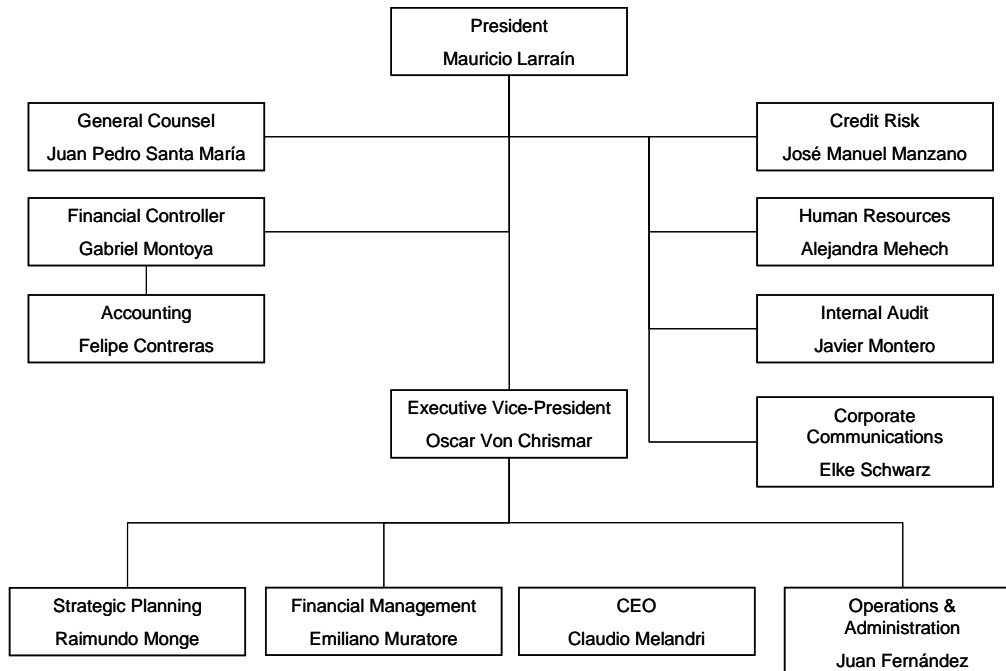 President
Mauricio Larraín
General Counsel
Juan Pedro Santa María
Credit Risk
José Manuel Manzano
Financial Controller
Gabriel Montoya
Human Resources
Alejandra Mehech
Accounting
Felipe Contreras
Internal Audit
Javier Montero
Executive Vice-President
Oscar Von Chrismar
Corporate
Communications
Elke Schwarz
Strategic Planning
Raimundo Monge
Financial Management
Emiliano Muratore
CEO
Claudio Melandri
Operations &
Administration
Juan Fernández